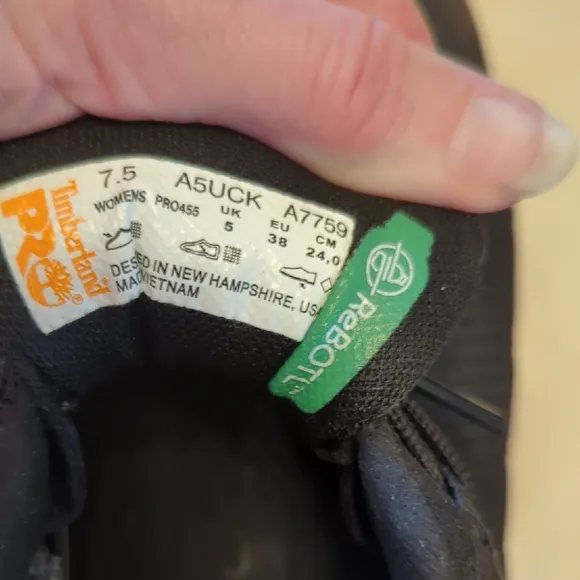 Timberland
PRO
7.5 A5UCK A7759
WOMENS PRO455 UK EU CM
5 38 24,0
IN NEW HAMPSHIRE,
VIETNAM
ReBOTL